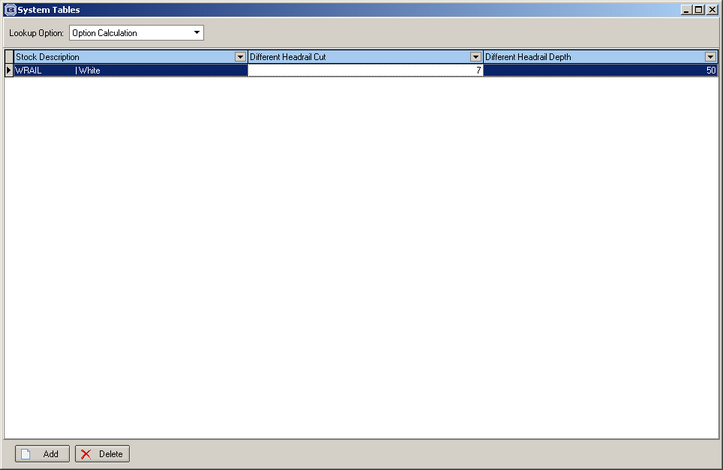 System Tables
Lookup Option: Option Calculation
Stock Description Different Headrail Cut Different Headrail Depth
WRAIL | White 7 50
Add Delete